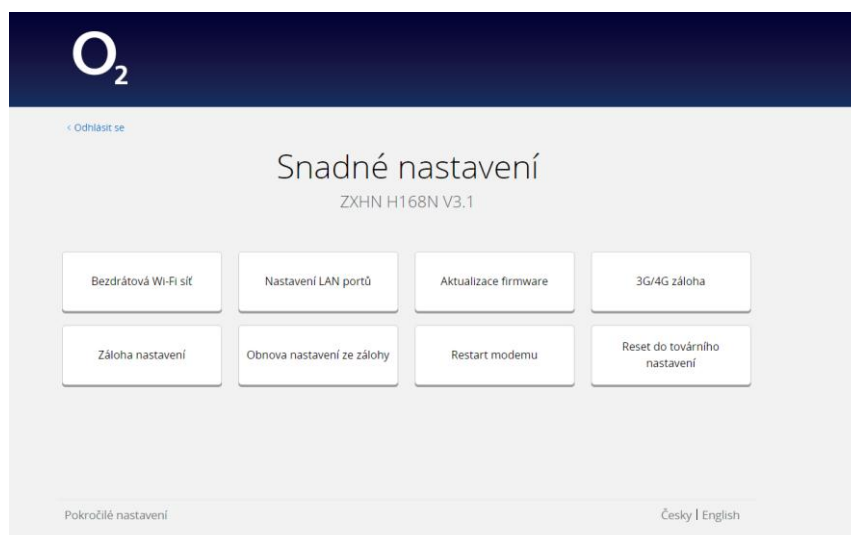 O2
< Odhlásit se
Snadné nastavení
ZXHN H168N V3.1
Bezdrátová Wi-Fi síť
Nastavení LAN portů
Aktualizace firmware
3G/4G záloha
Záloha nastavení
Obnova nastavení ze zálohy
Restart modemu
Reset do továrního
nastavení
Pokročilé nastavení
Česky | English